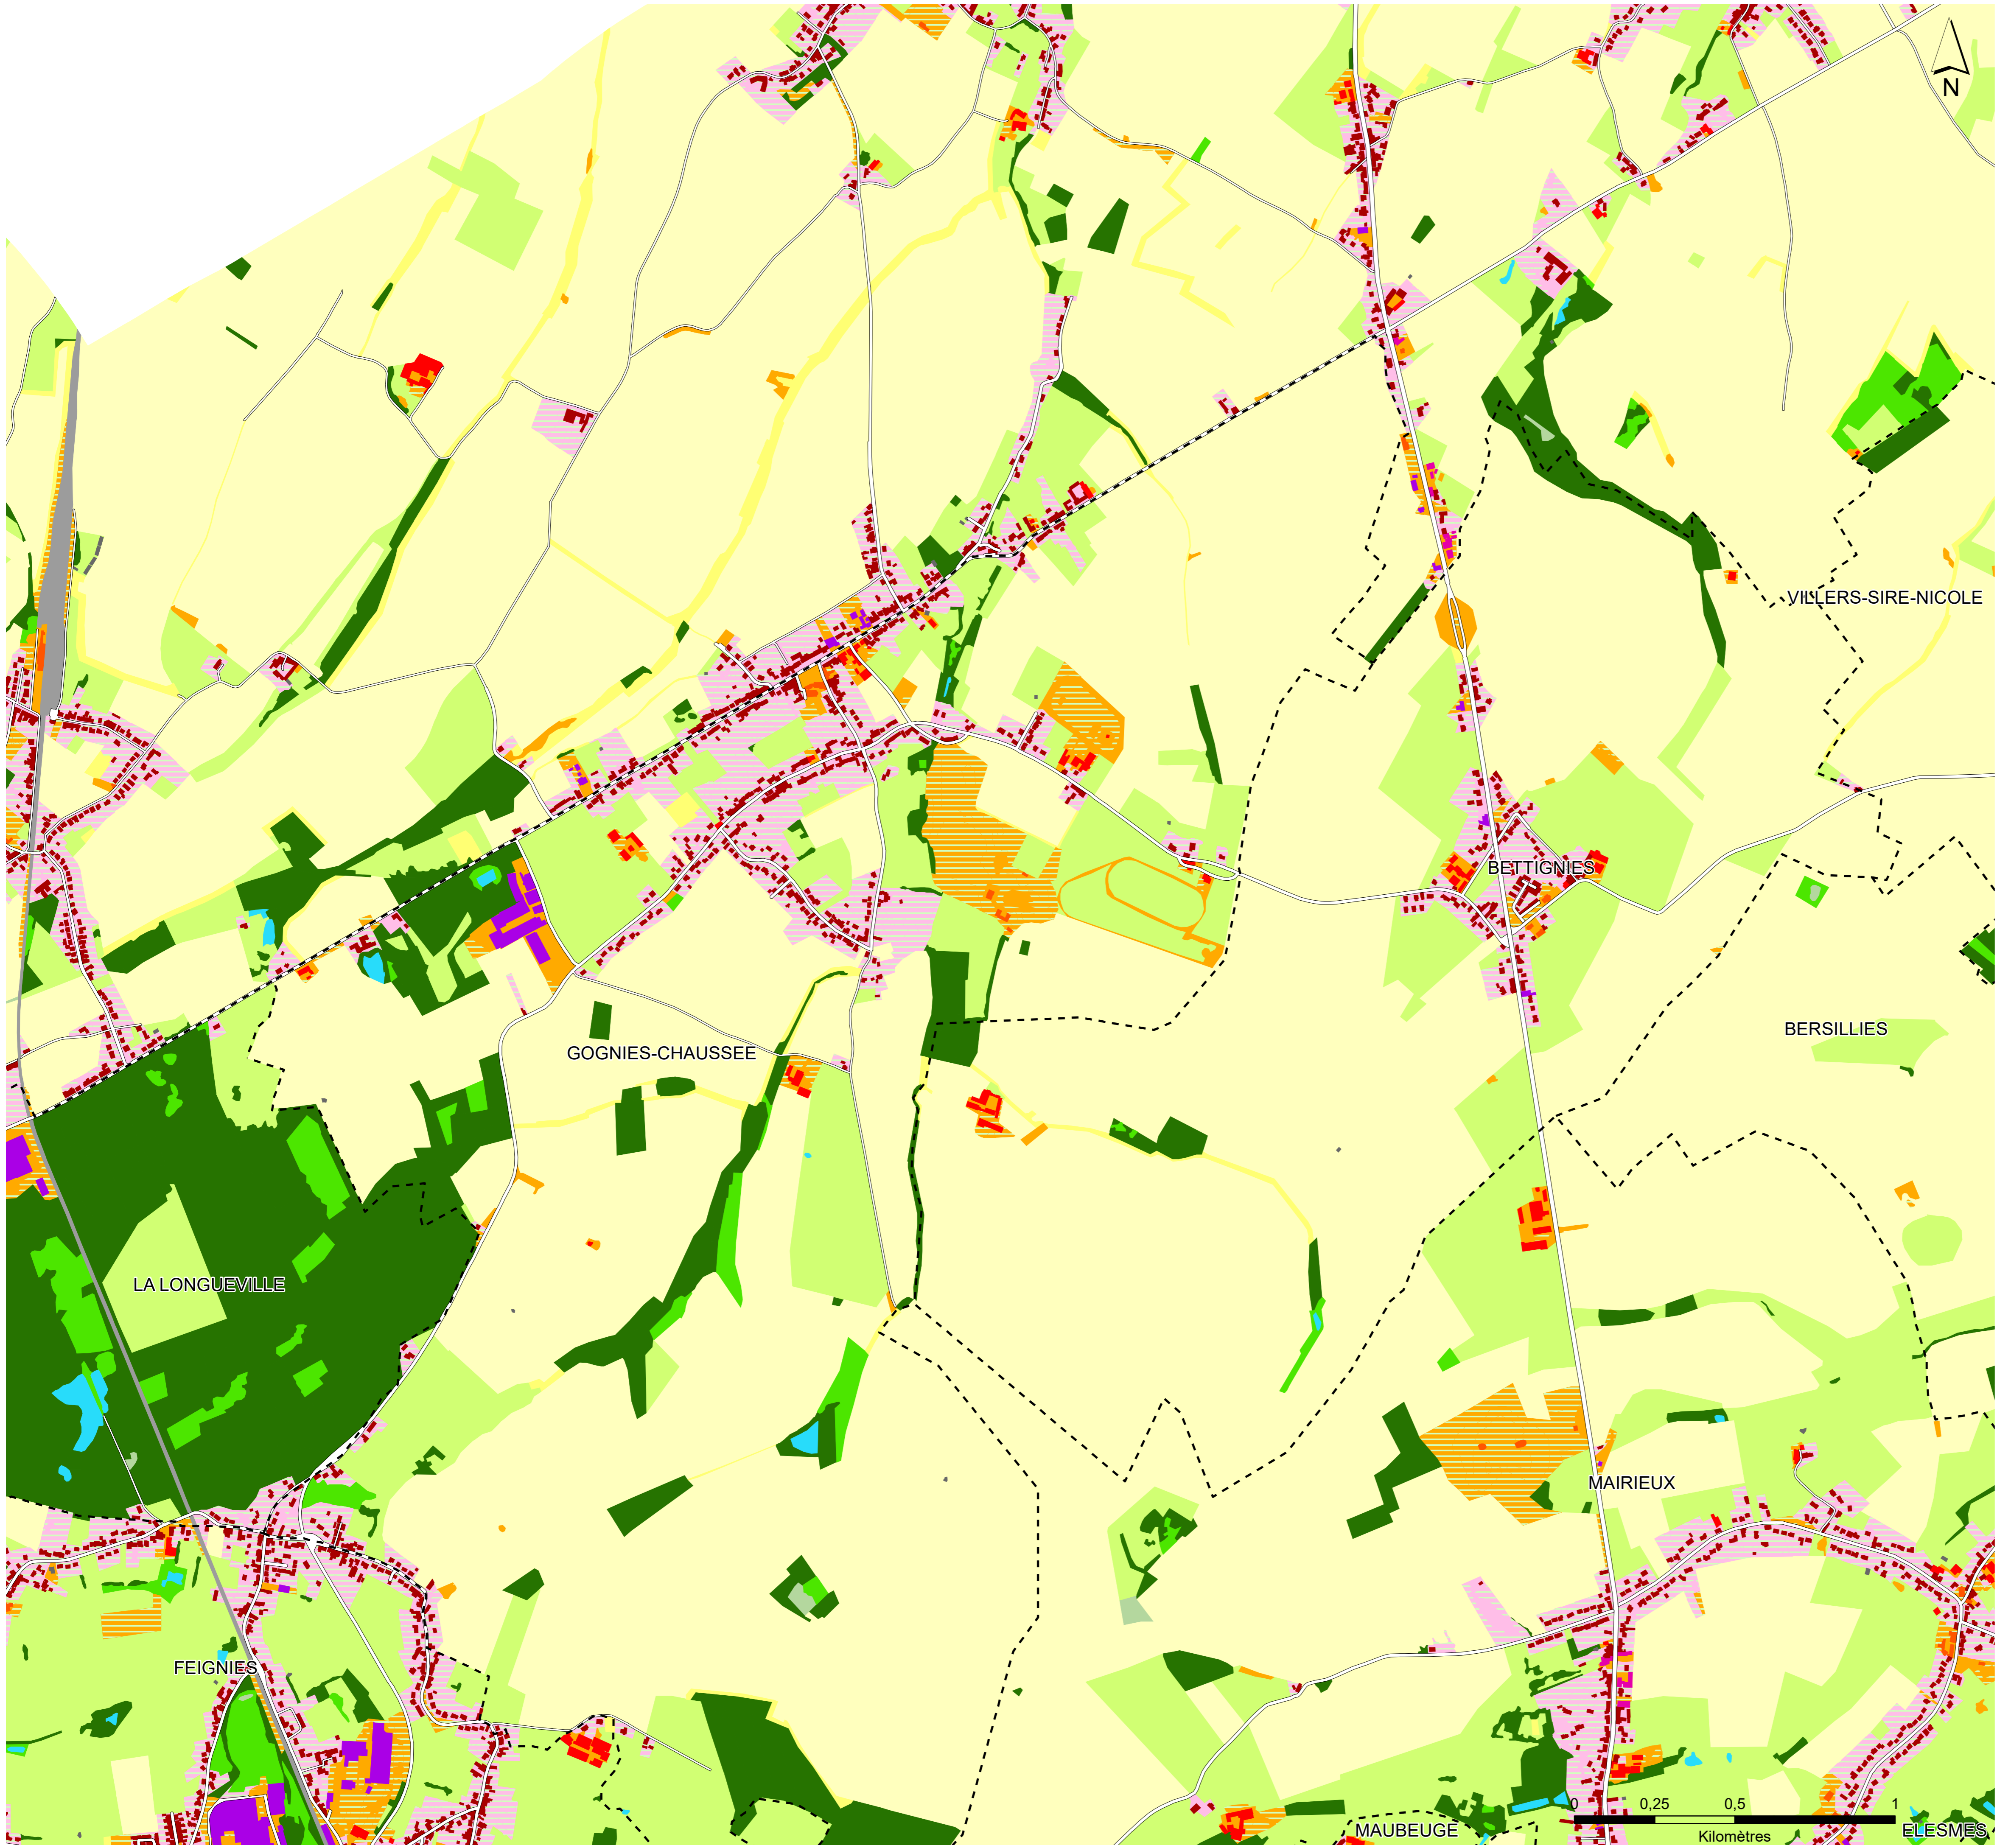 N
VILLERS-SIRE-NICOLE
BETTIGNIES
BERSILLIES
GOGNIES-CHAUSSEE
LA LONGUEVILLE
MAIRIEUX
FEIGNIES
0 0,25 0,5 1
Kilomètres
MAUBEUGE
ELESMES